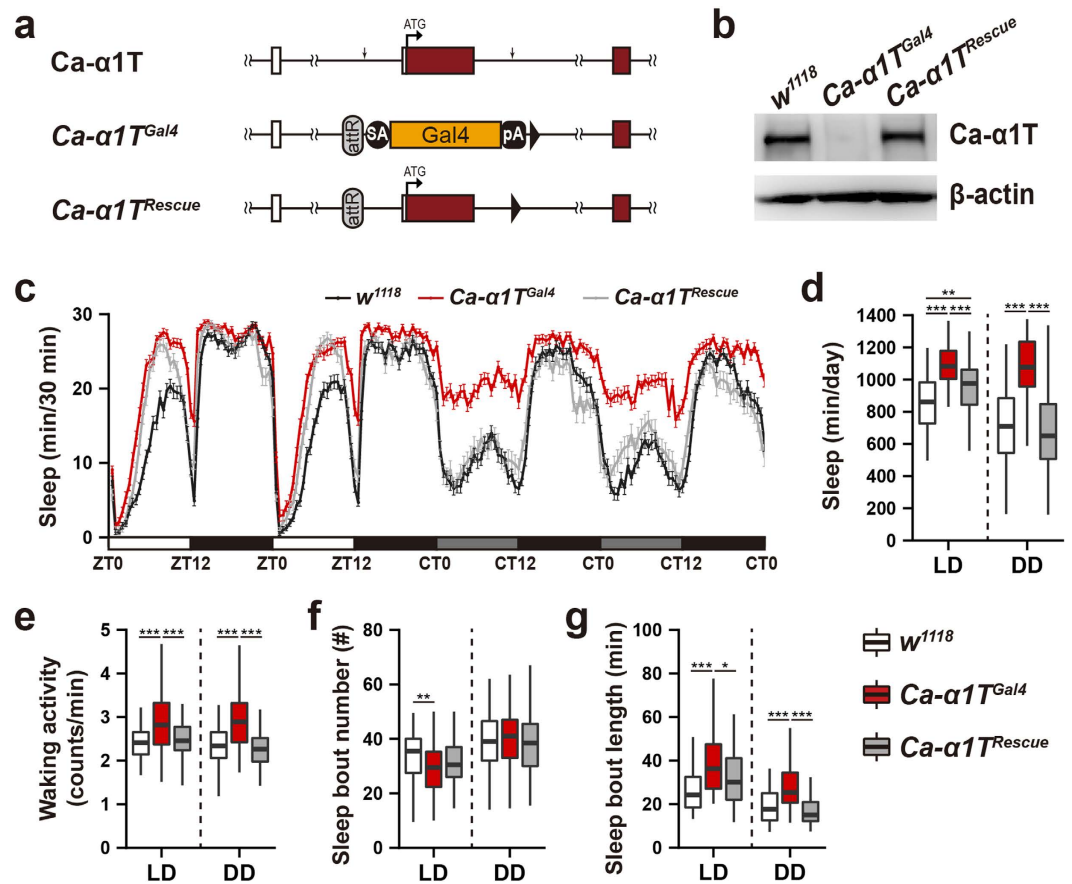 a
ATG
Ca-α1T
Ca-α1T^Gal4
attR SA Gal4 pA
ATG
Ca-α1T^Rescue
attR
b
w^1118 Ca-α1T^Gal4 Ca-α1T^Rescue
Ca-α1T
β-actin
c
w^1118 Ca-α1T^Gal4 Ca-α1T^Rescue
Sleep (min/30 min)
30
20
10
0
ZT0 ZT12 ZT0 ZT12 CT0 CT12 CT0 CT12 CT0
d
Sleep (min/day)
** 
*** *** *** ***
1400
1200
1000
800
600
400
200
0
LD DD
e
Waking activity
(counts/min)
*** *** *** ***
5
4
3
2
1
0
LD DD
f
Sleep bout number (#)
**
80
60
40
20
0
LD DD
g
Sleep bout length (min)
*** *
*** ***
100
80
60
40
20
0
LD DD
w^1118
Ca-α1T^Gal4
Ca-α1T^Rescue